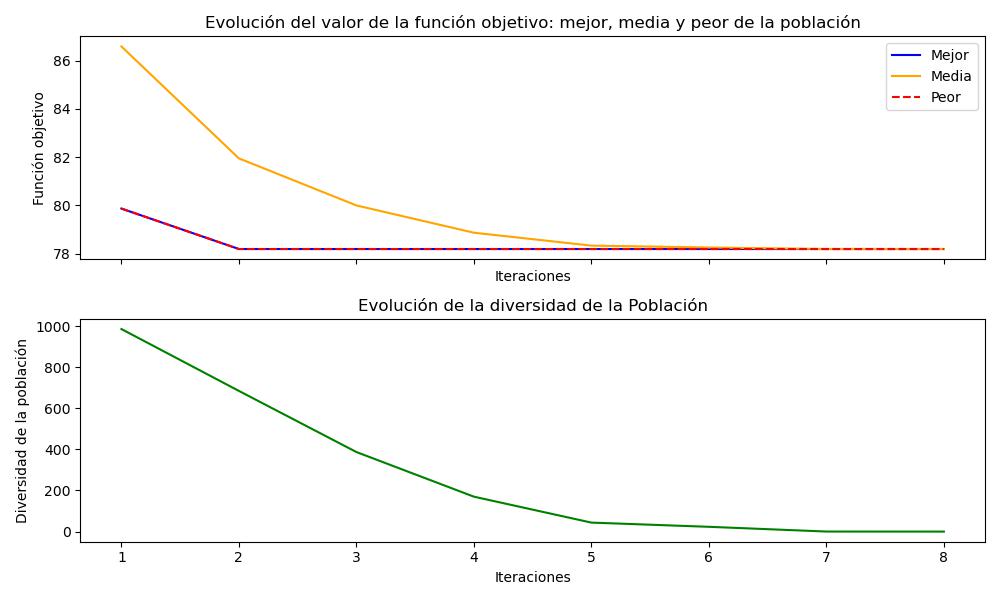 Evolución del valor de la función objetivo: mejor, media y peor de la población
Función objetivo
86
84
82
80
78
Mejor
Media
Peor
Iteraciones
Evolución de la diversidad de la Población
Diversidad de la población
1000
800
600
400
200
0
1 2 3 4 5 6 7 8
Iteraciones